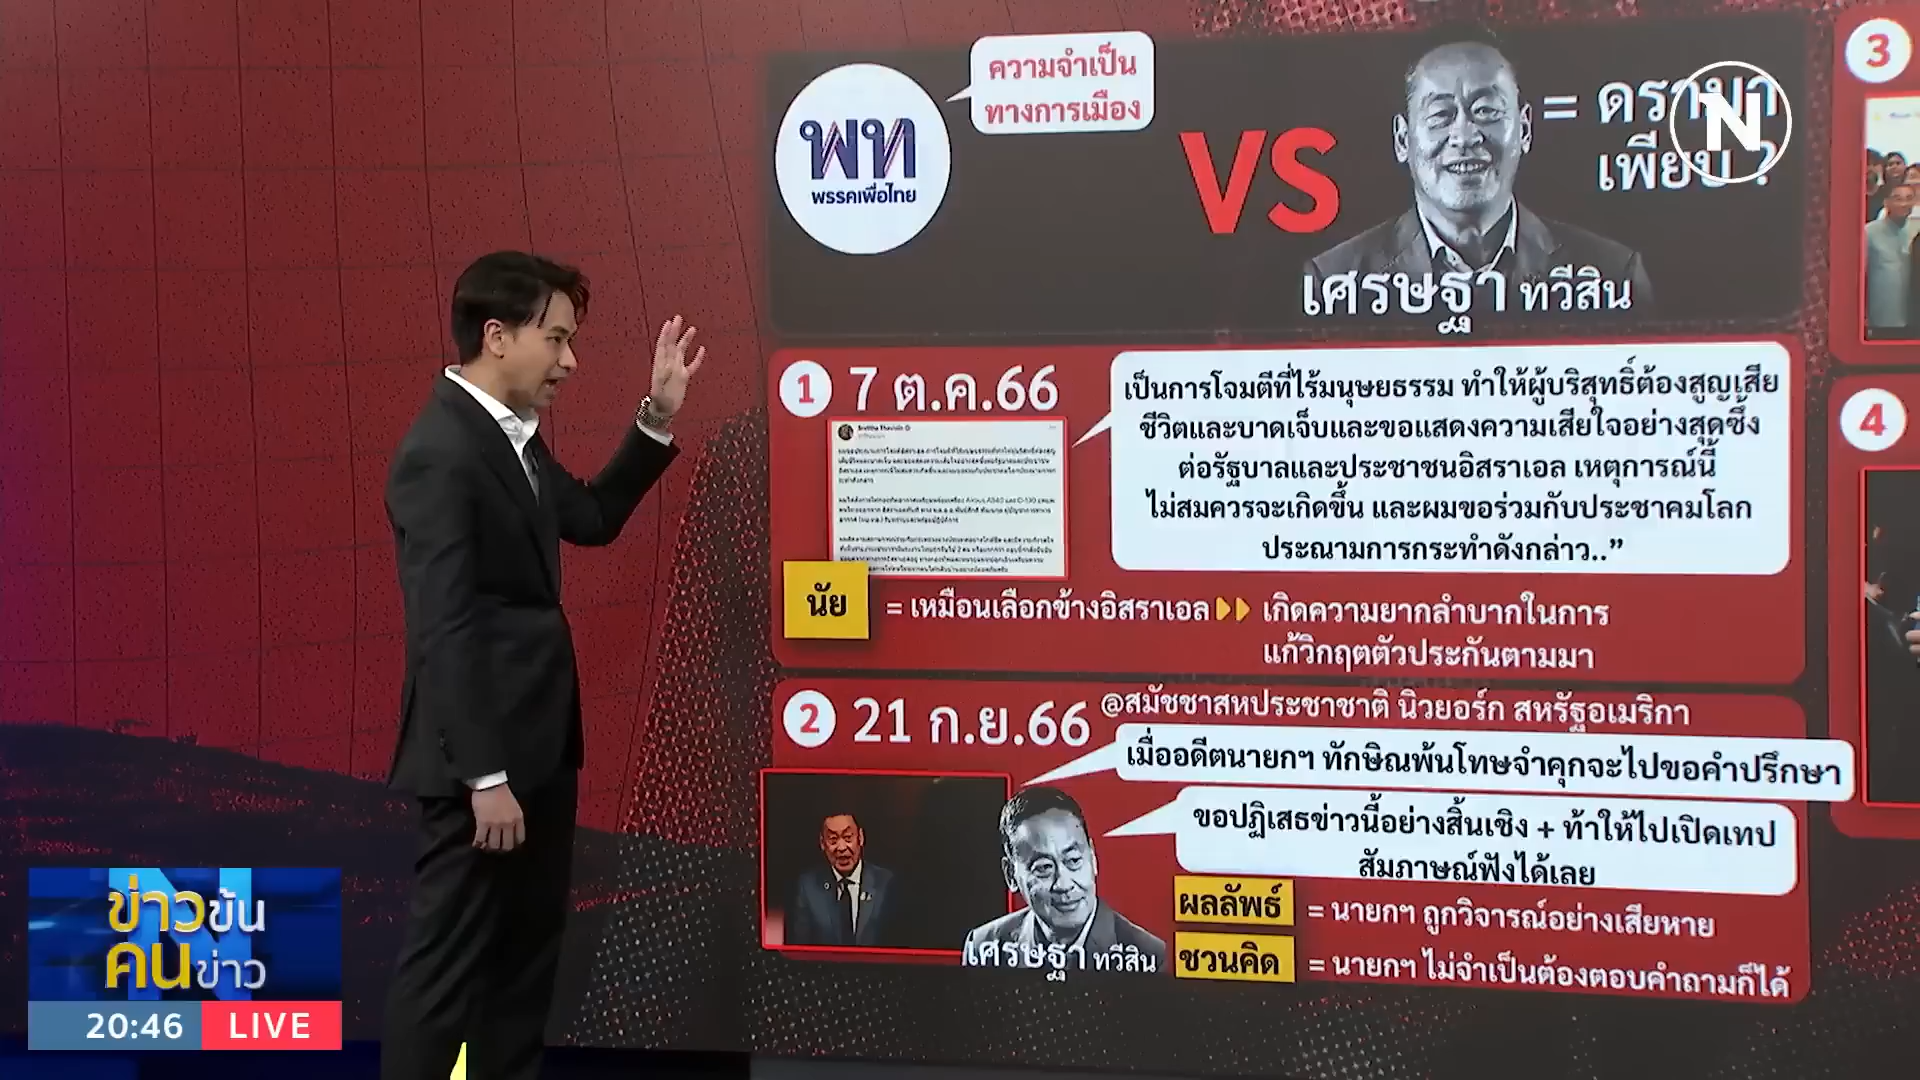 ความจำเป็น
ทางการเมือง
พท
พรรคเพื่อไทย
VS
= ดราม่า
เพียบ ?
N
เศรษฐา ทวีสิน
1 7 ต.ค.66
Srettha Thavisin
เป็นการโจมตีที่ไร้มนุษยธรรม ทำให้ผู้บริสุทธิ์ต้องสูญเสีย
ชีวิตและบาดเจ็บและขอแสดงความเสียใจอย่างสุดซึ้ง
ต่อรัฐบาลและประชาชนอิสราเอล เหตุการณ์นี้
ไม่สมควรจะเกิดขึ้น และผมขอร่วมกับประชาคมโลก
ประณามการกระทำดังกล่าว..”
นัย
= เหมือนเลือกข้างอิสราเอล
เกิดความยากลำบากในการ
แก้วิกฤตตัวประกันตามมา
2 21 ก.ย.66
@สมัชชาสหประชาชาติ นิวยอร์ก สหรัฐอเมริกา
เมื่ออดีตนายกฯ ทักษิณพ้นโทษจำคุกจะไปขอคำปรึกษา
ขอปฏิเสธข่าวนี้อย่างสิ้นเชิง + ท้าให้ไปเปิดเทป
สัมภาษณ์ฟังได้เลย
เศรษฐา ทวีสิน
ผลลัพธ์ = นายกฯ ถูกวิจารณ์อย่างเสียหาย
ชวนคิด = นายกฯ ไม่จำเป็นต้องตอบคำถามก็ได้
3
4
ข่าวข้น
คนข่าว
20:46 LIVE